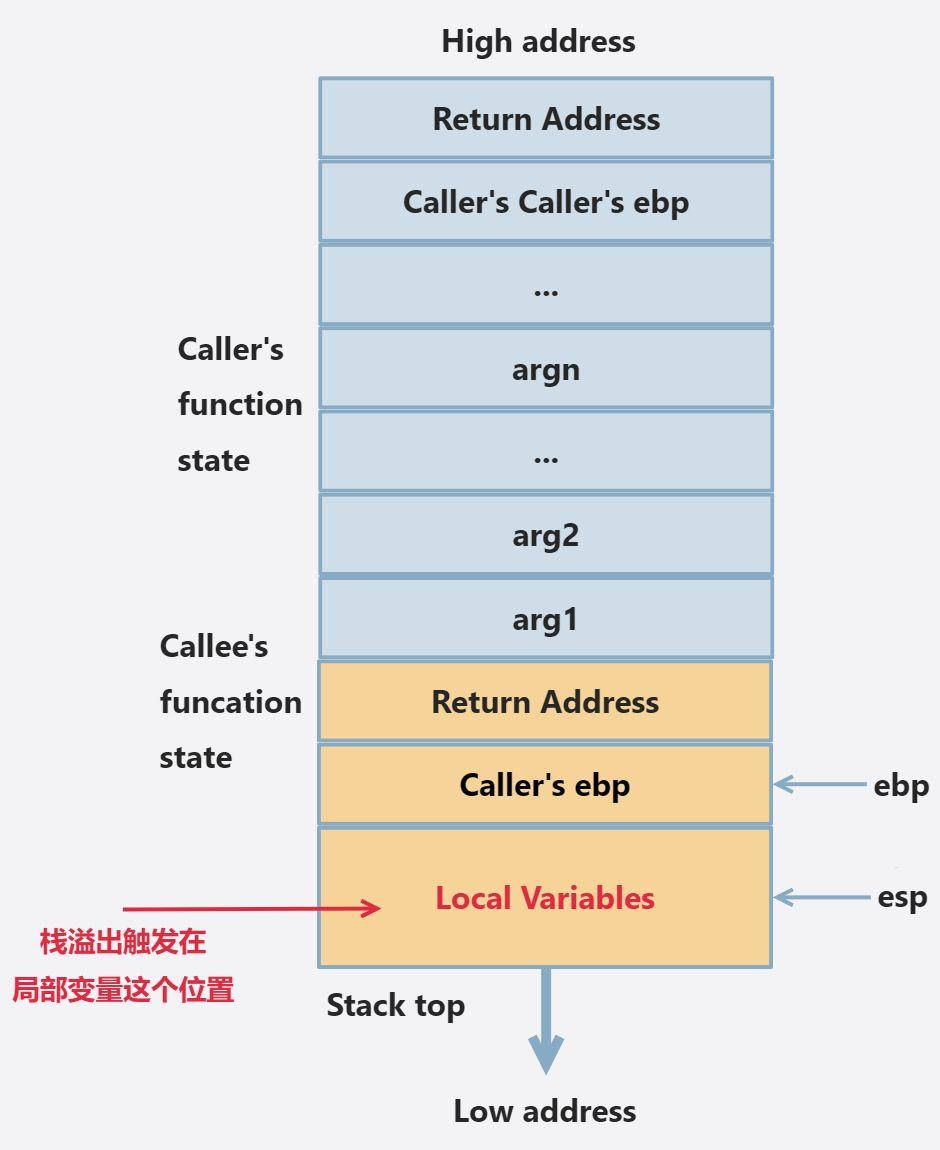 High address
Return Address
Caller's Caller's ebp
...
Caller's
function
state
argn
...
arg2
arg1
Callee's
funcation
state
Return Address
Caller's ebp
ebp
Local Variables
esp
栈溢出触发在
局部变量这个位置
Stack top
Low address